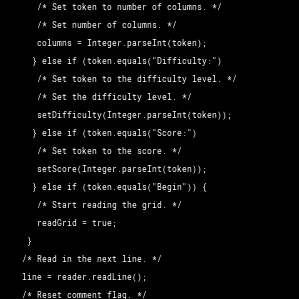 /* Set token to number of columns. */
/* Set number of columns. */
columns = Integer.parseInt(token);
} else if (token.equals("Difficulty:")
/* Set token to the difficulty level. */
/* Set the difficulty level. */
setDifficulty(Integer.parseInt(token));
} else if (token.equals("Score:")
/* Set token to the score. */
setScore(Integer.parseInt(token));
} else if (token.equals("Begin")) {
/* Start reading the grid. */
readGrid = true;
}
/* Read in the next line. */
line = reader.readLine();
/* Reset comment flag. */